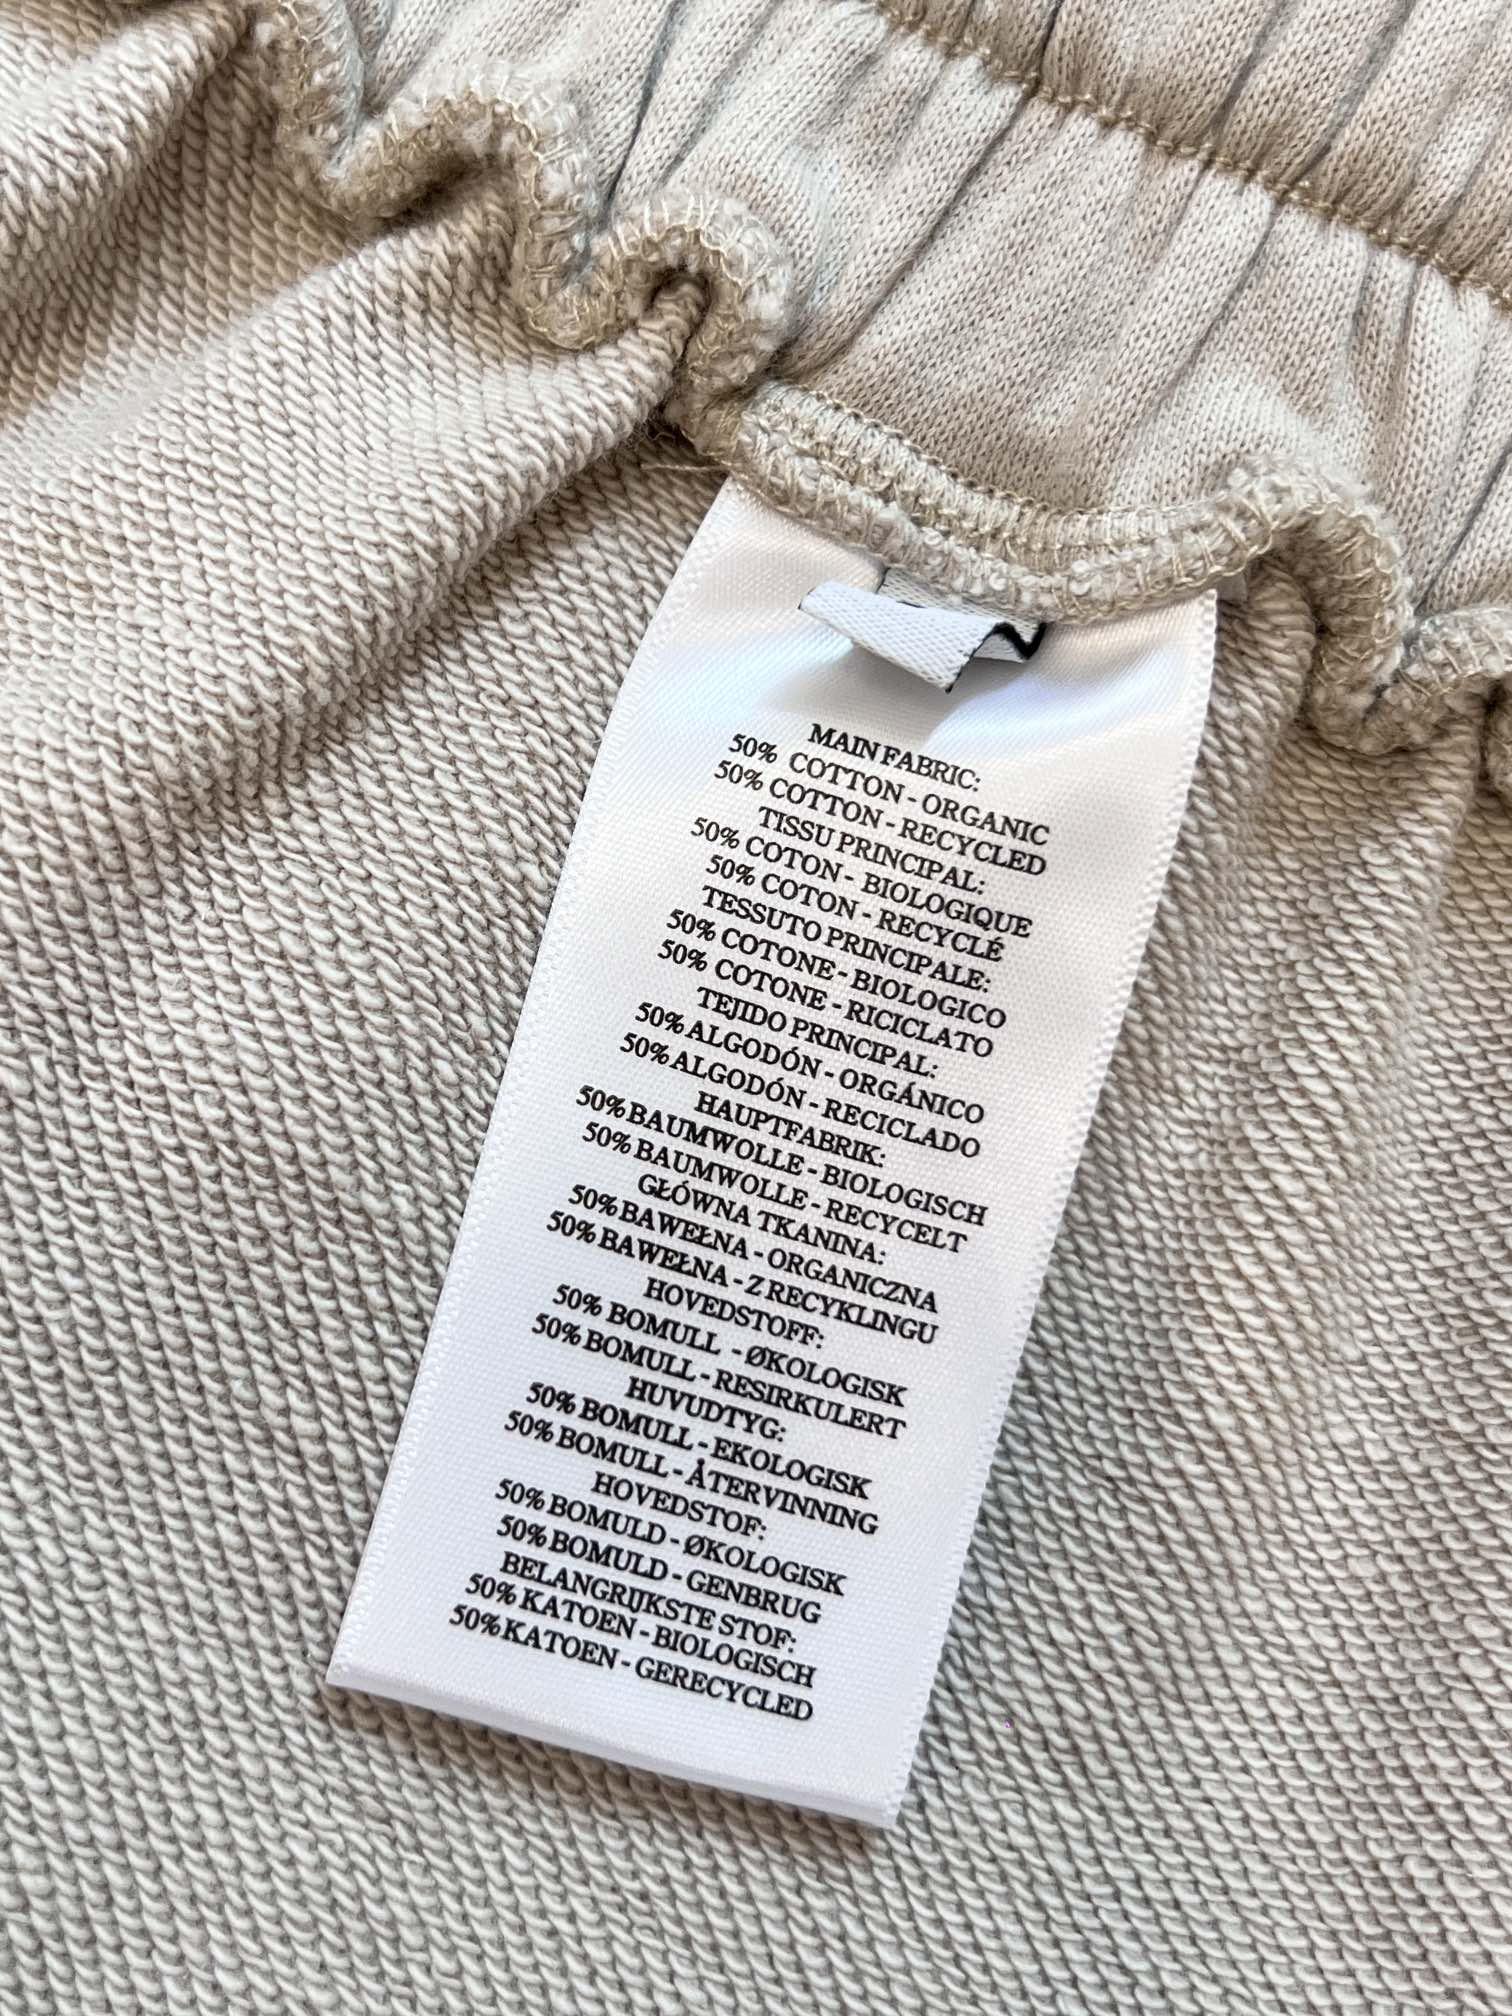 MAIN FABRIC:
50% COTTON - ORGANIC
50% COTTON - RECYCLED
TISSU PRINCIPAL:
50% COTON - BIOLOGIQUE
50% COTON - RECYCLÉ
TESSUTO PRINCIPALE:
50% COTONE - BIOLOGICO
50% COTONE - RICICLATO
TEJIDO PRINCIPAL:
50% ALGODÓN - ORGÁNICO
50% ALGODÓN - RECICLADO
HAUPTFABRIK:
50% BAUMWOLLE - BIOLOGISCH
50% BAUMWOLLE - RECYCELT
GŁÓWNA TKANINA:
50% BAWEŁNA - ORGANICZNA
50% BAWEŁNA - Z RECYKLINGU
HOVEDSTOFF:
50% BOMULL - ØKOLOGISK
50% BOMULL - RESIRKULERT
HUVUDTYG:
50% BOMULL - EKOLOGISK
50% BOMULL - ÅTERVINNING
HOVEDSTOF:
50% BOMULD - ØKOLOGISK
50% BOMULD - GENBRUG
BELANGRIJKSTE STOF:
50% KATOEN - BIOLOGISCH
50% KATOEN - GERECYCLED